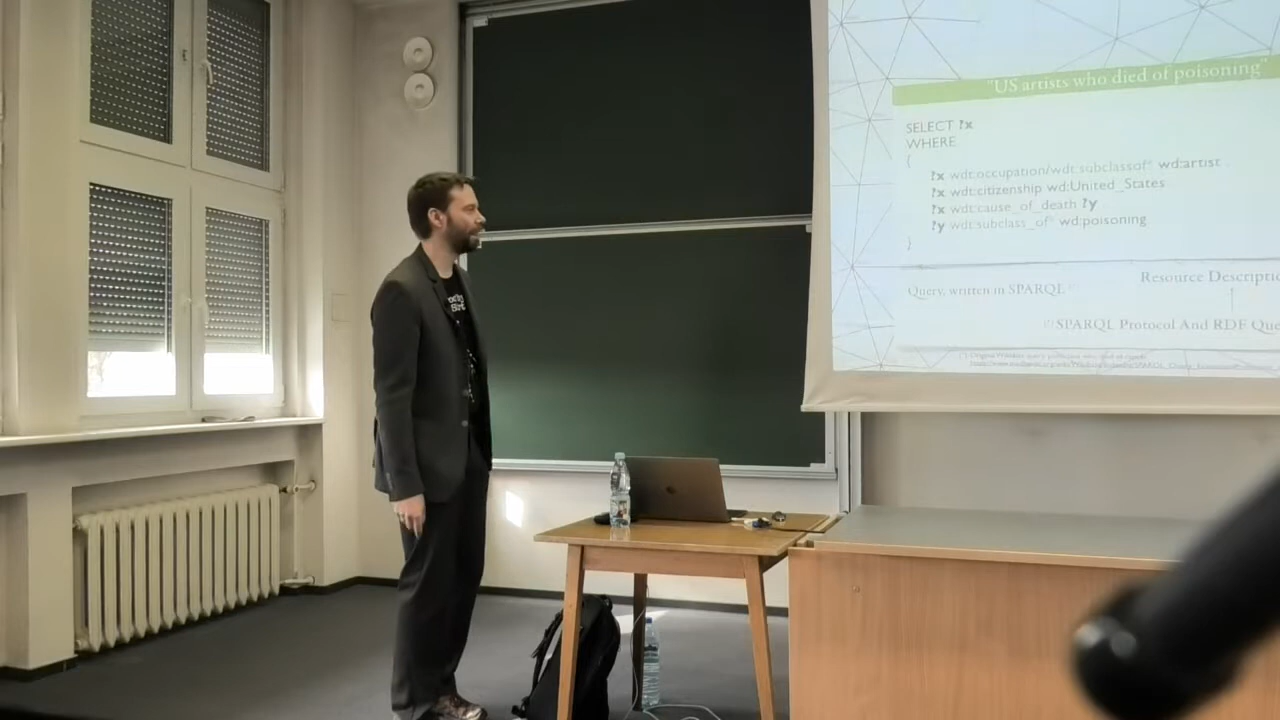 "US artists who died of poisoning"
SELECT ?x
WHERE
{
?x wdt:occupation/wdt:subclassof* wd:artist .
?x wdt:citizenship wd:United_States
?x wdt:cause_of_death ?y
?y wdt:subclass_of* wd:poisoning
}
Resource Descriptio
Query, written in SPARQL
SPARQL Protocol And RDF Que